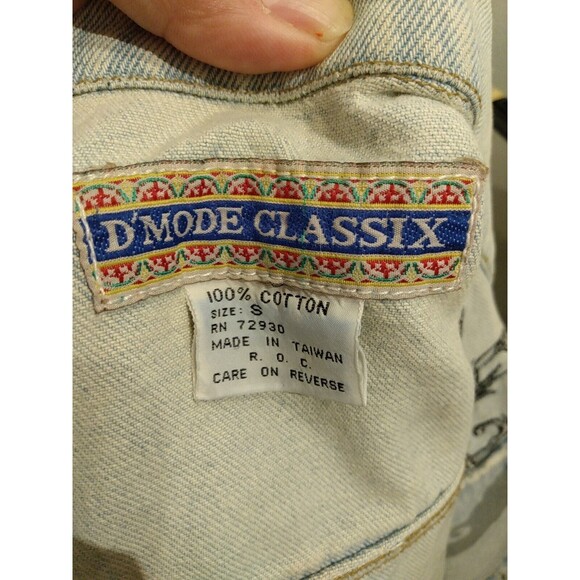 D'MODE CLASSIX
100% COTTON
SIZE: S
RN 72930
MADE IN TAIWAN
R. O. C.
CARE ON REVERSE